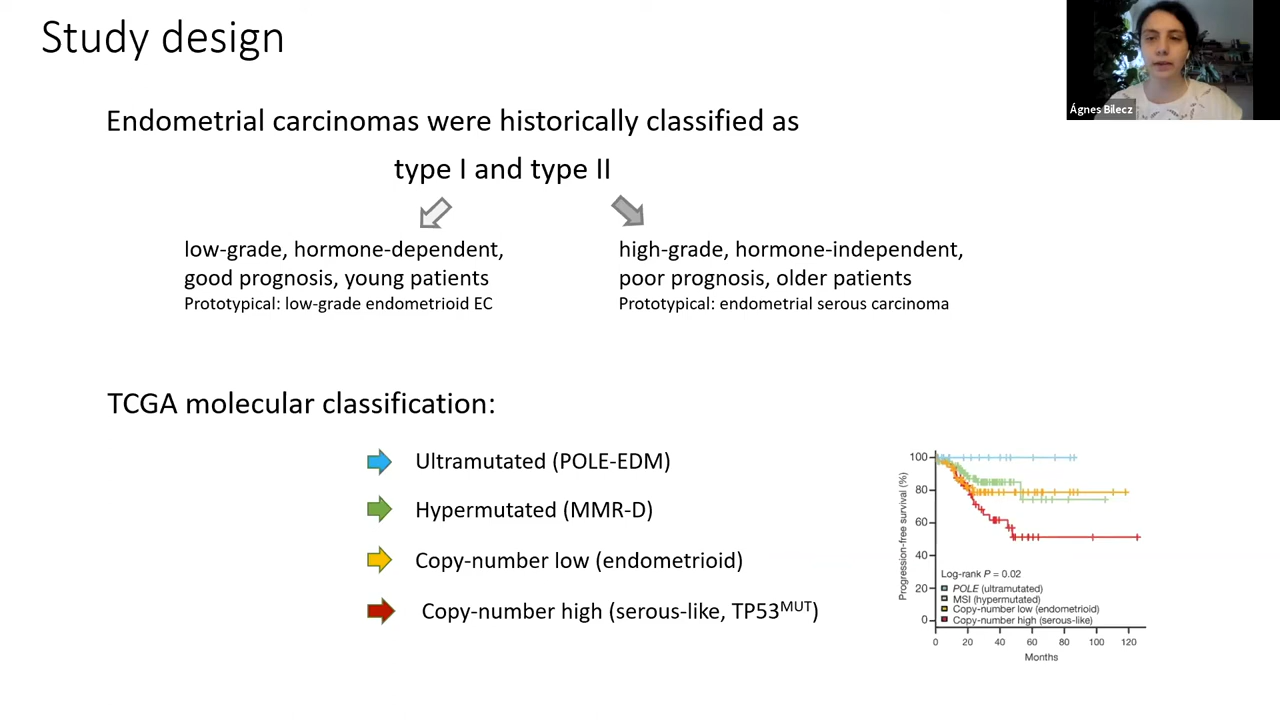 Study design
Ágnes Bilecz
Endometrial carcinomas were historically classified as
type I and type II
low-grade, hormone-dependent,
good prognosis, young patients
Prototypical: low-grade endometrioid EC
high-grade, hormone-independent,
poor prognosis, older patients
Prototypical: endometrial serous carcinoma
TCGA molecular classification:
Ultramutated (POLE-EDM)
Hypermutated (MMR-D)
Copy-number low (endometrioid)
Copy-number high (serous-like, TP53ᴹᵁᵀ)
Progression-free survival (%)
100
80
60
40
20
0
Log-rank P = 0.02
POLE (ultramutated)
MSI (hypermutated)
Copy-number low (endometrioid)
Copy-number high (serous-like)
0 20 40 60 80 100 120
Months